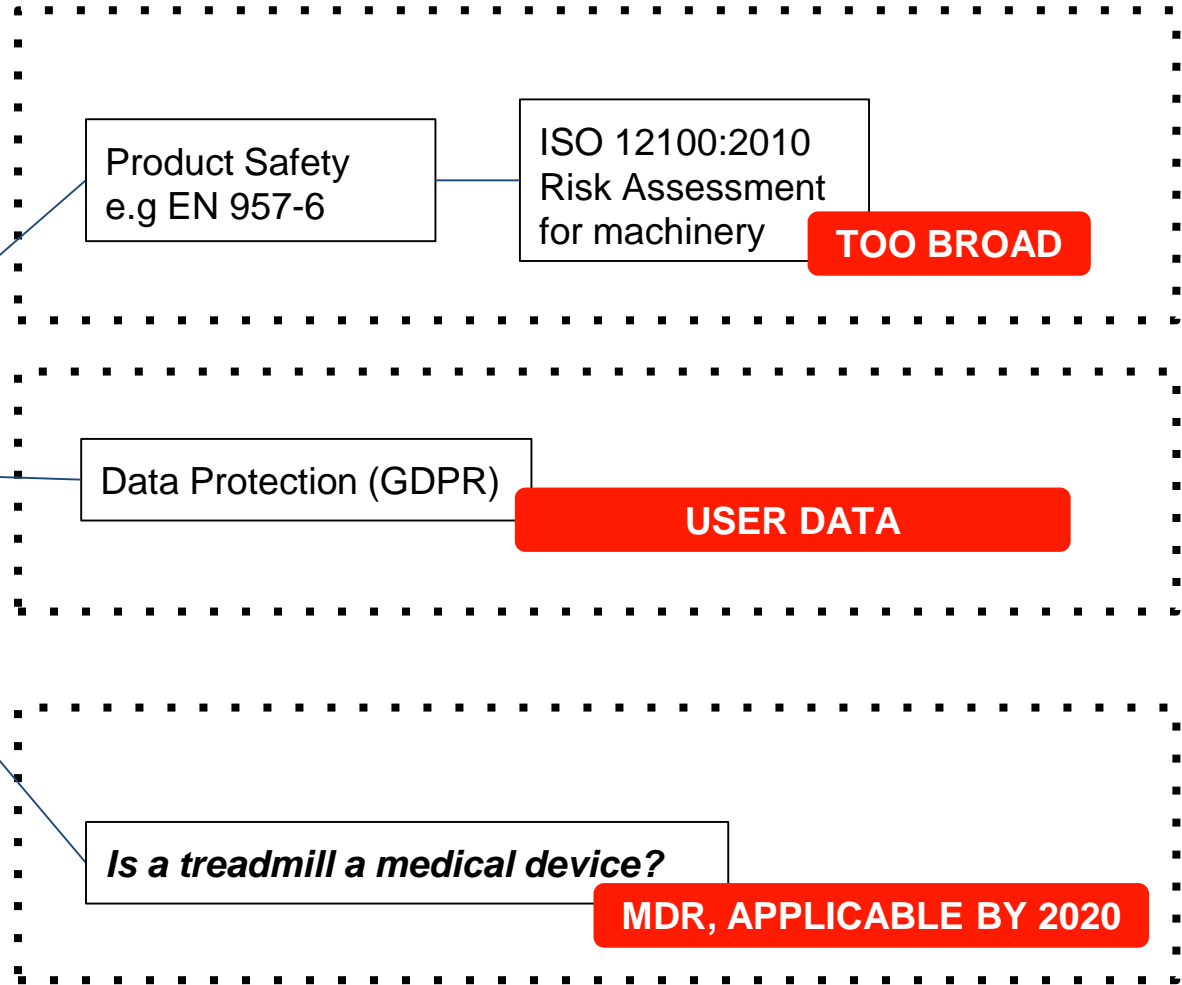 Product Safety
e.g EN 957-6
ISO 12100:2010
Risk Assessment
for machinery
TOO BROAD
Data Protection (GDPR)
USER DATA
Is a treadmill a medical device?
MDR, APPLICABLE BY 2020